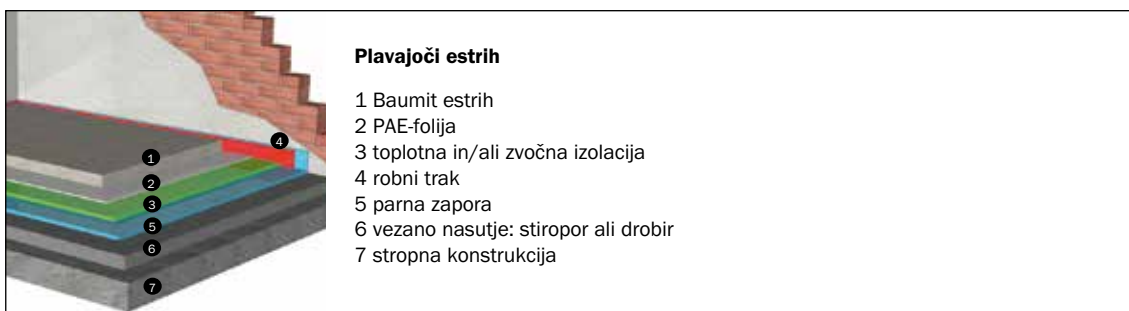 Plavajoči estrih
1 Baumit estrih
2 PAE-folija
3 toplotna in/ali zvočna izolacija
4 robni trak
5 parna zapora
6 vezano nasutje: stiropor ali drobir
7 stropna konstrukcija
4
1
2
3
5
6
7